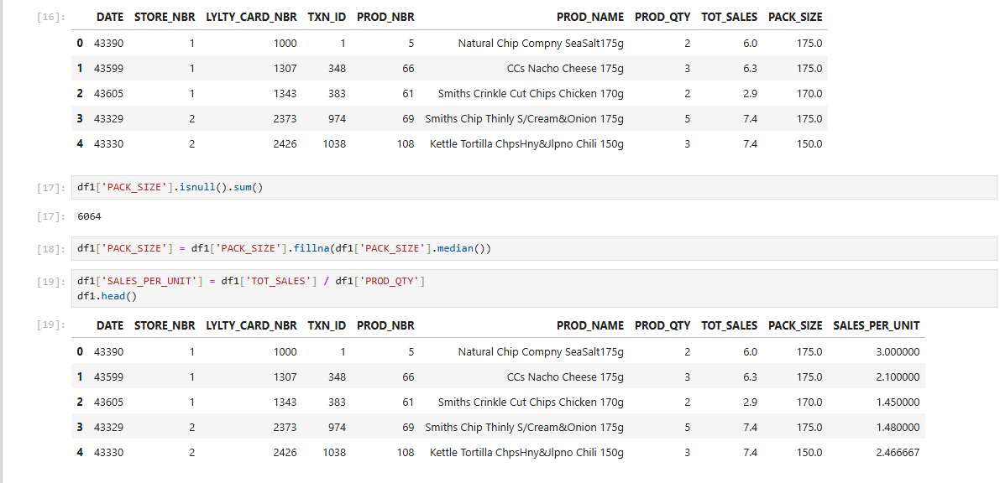 [16]: DATE STORE_NBR LYLTY_CARD_NBR TXN_ID PROD_NBR PROD_NAME PROD_QTY TOT_SALES PACK_SIZE
0 43390 1 1000 1 5 Natural Chip Compny SeaSalt175g 2 6.0 175.0
1 43599 1 1307 348 66 CCs Nacho Cheese 175g 3 6.3 175.0
2 43605 1 1343 383 61 Smiths Crinkle Cut Chips Chicken 170g 2 2.9 170.0
3 43329 2 2373 974 69 Smiths Chip Thinly S/Cream&Onion 175g 5 7.4 175.0
4 43330 2 2426 1038 108 Kettle Tortilla ChpsHny&Jlpno Chili 150g 3 7.4 150.0
[17]: df1['PACK_SIZE'].isnull().sum()
[17]: 6064
[18]: df1['PACK_SIZE'] = df1['PACK_SIZE'].fillna(df1['PACK_SIZE'].median())
[19]: df1['SALES_PER_UNIT'] = df1['TOT_SALES'] / df1['PROD_QTY']
df1.head()
[19]: DATE STORE_NBR LYLTY_CARD_NBR TXN_ID PROD_NBR PROD_NAME PROD_QTY TOT_SALES PACK_SIZE SALES_PER_UNIT
0 43390 1 1000 1 5 Natural Chip Compny SeaSalt175g 2 6.0 175.0 3.000000
1 43599 1 1307 348 66 CCs Nacho Cheese 175g 3 6.3 175.0 2.100000
2 43605 1 1343 383 61 Smiths Crinkle Cut Chips Chicken 170g 2 2.9 170.0 1.450000
3 43329 2 2373 974 69 Smiths Chip Thinly S/Cream&Onion 175g 5 7.4 175.0 1.480000
4 43330 2 2426 1038 108 Kettle Tortilla ChpsHny&Jlpno Chili 150g 3 7.4 150.0 2.466667